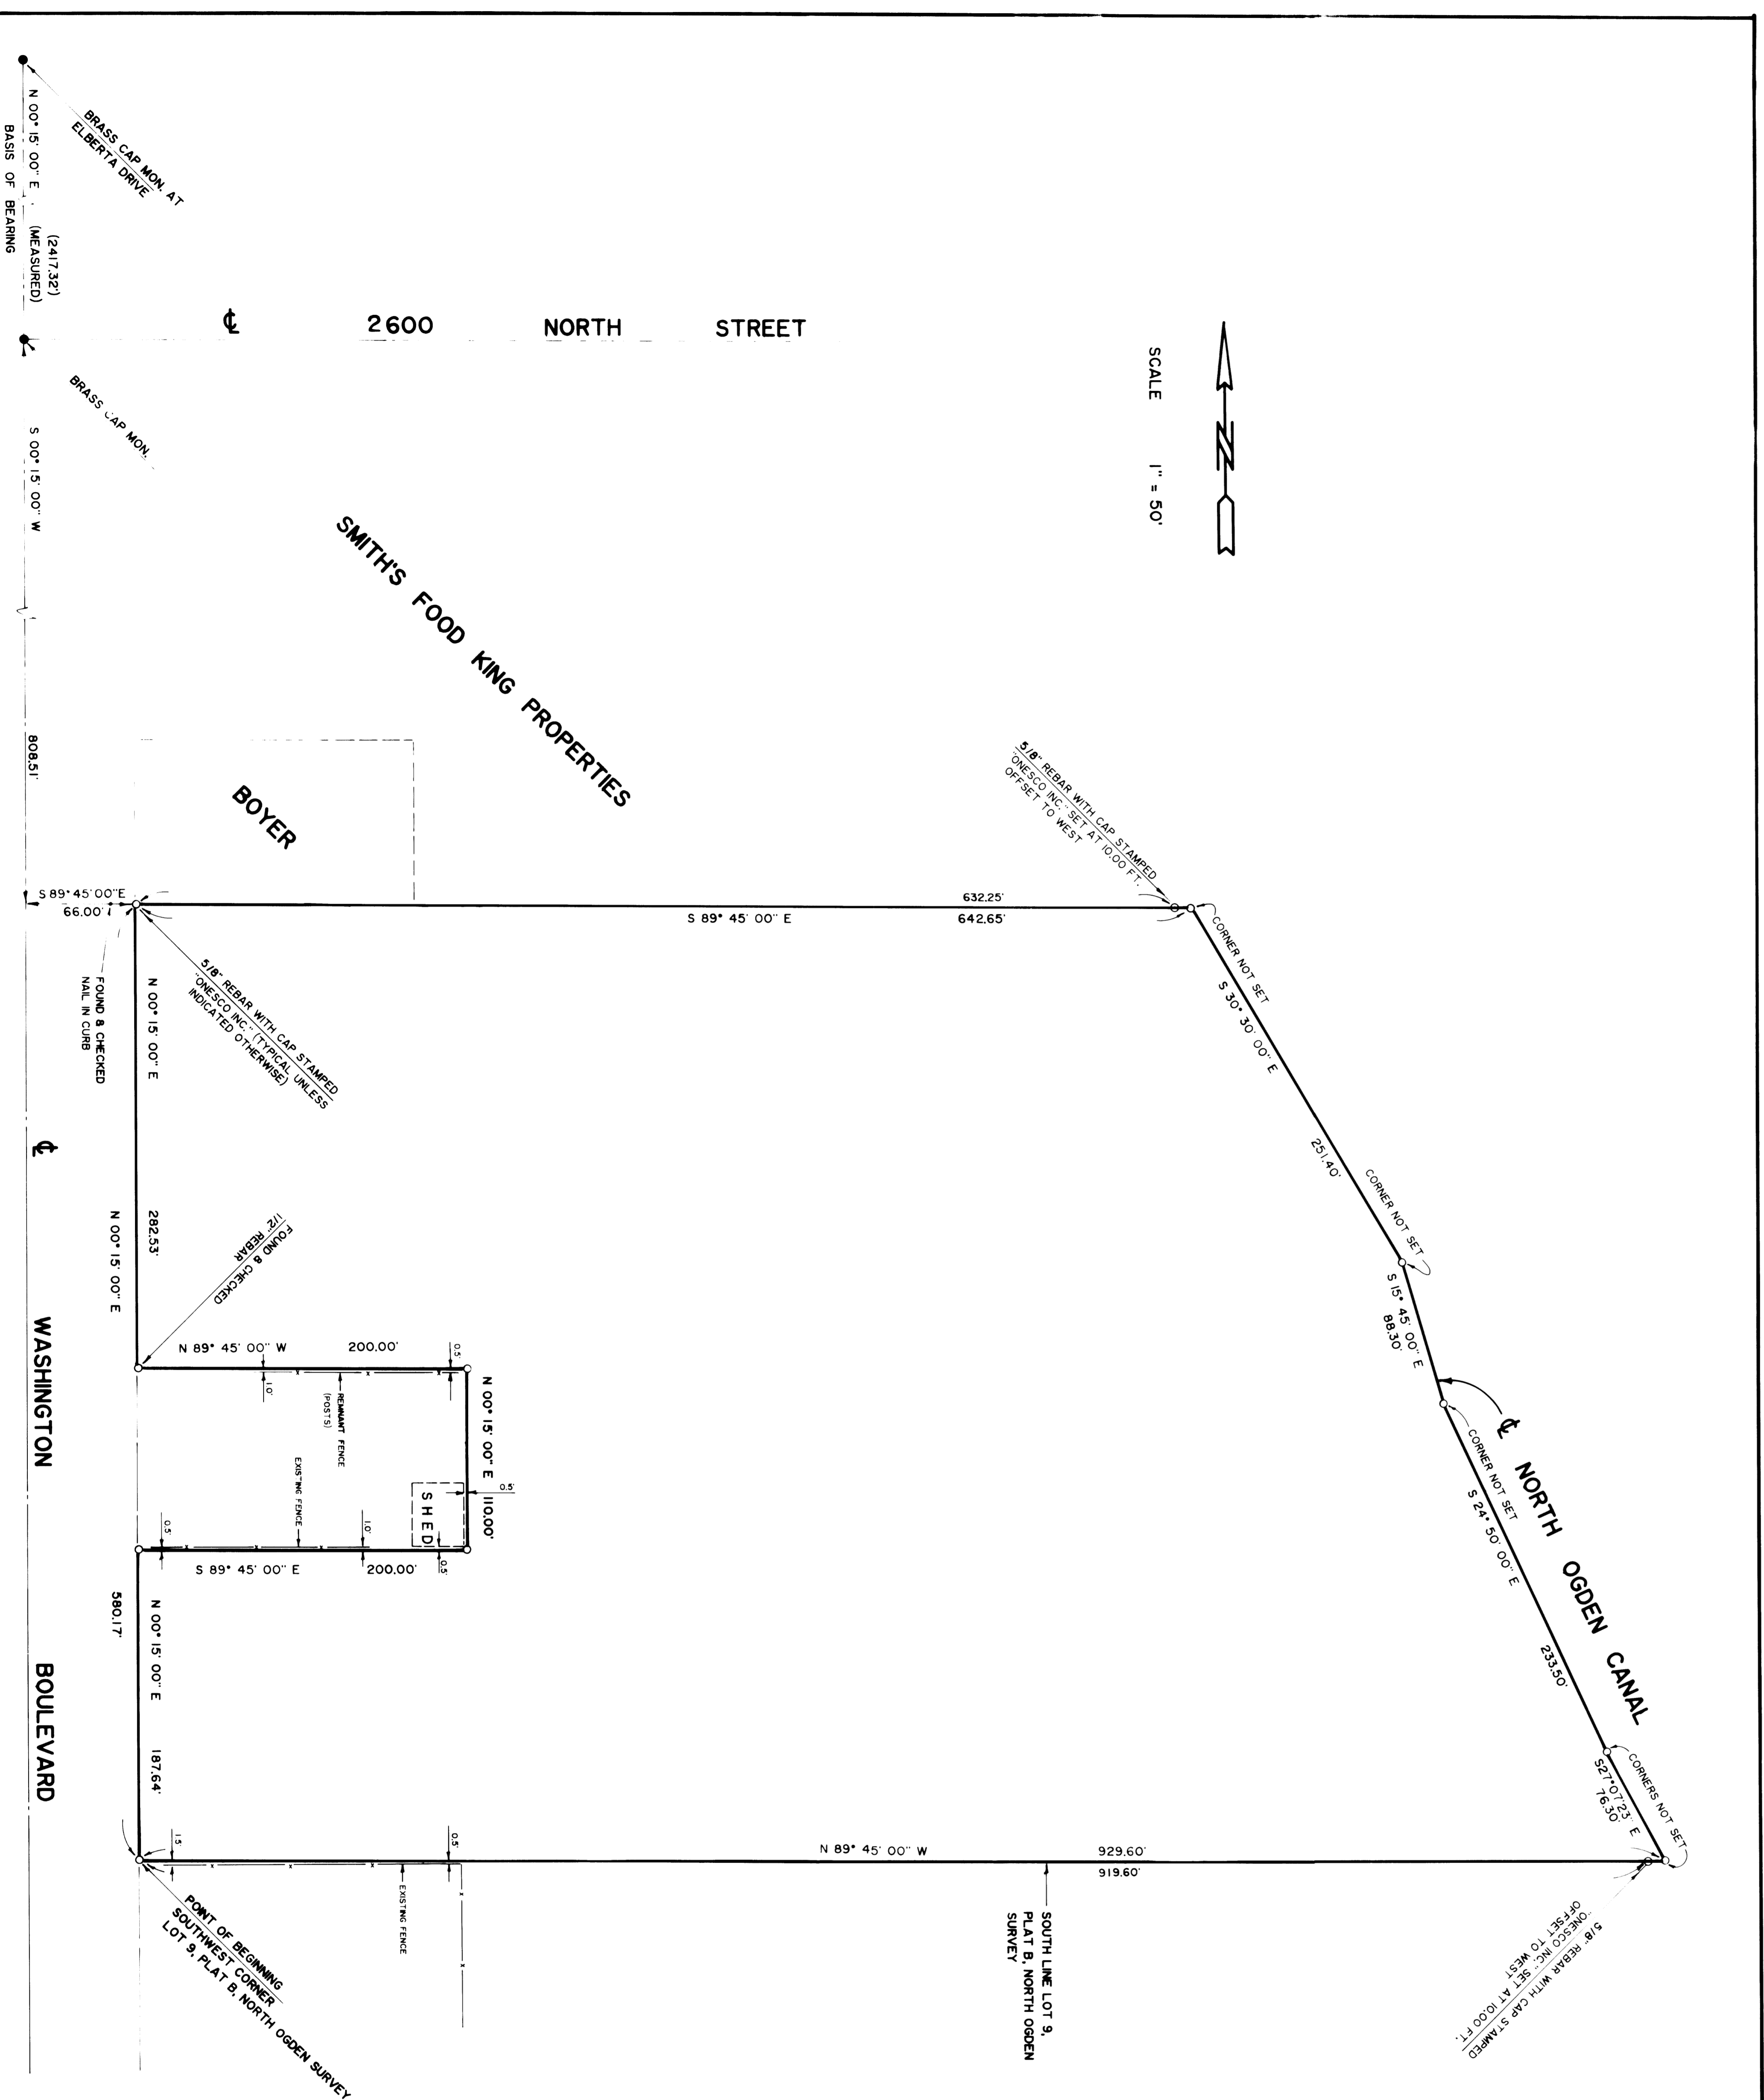 BRASS CAP MON. AT
ELBERTA DRIVE
N 00° 15' 00" E
(2417.32')
(MEASURED)
BASIS OF BEARING
℄ 2600 NORTH STREET
BRASS CAP MON.
S 00° 15' 00" W
808.51'
SCALE 1" = 50'
N
SMITH'S FOOD KING PROPERTIES
BOYER
S 89° 45' 00" E
66.00'
FOUND & CHECKED
NAIL IN CURB
5/8" REBAR WITH CAP STAMPED
"ONESCO INC." (TYPICAL UNLESS
INDICATED OTHERWISE)
632.25'
S 89° 45' 00" E 642.65'
5/8" REBAR WITH CAP STAMPED
"ONESCO INC." SET AT 10.00 FT.
OFFSET TO WEST
CORNER NOT SET
S 30° 30' 00" E
251.40'
CORNER NOT SET
S 15° 45' 00" E
88.30'
℄ NORTH OGDEN CANAL
CORNER NOT SET
S 24° 50' 00" E
233.50'
CORNERS NOT SET
S27°07'23" E
76.30'
5/8" REBAR WITH CAP STAMPED
"ONESCO INC." SET AT 10.00 FT.
OFFSET TO WEST
N 00° 15' 00" E
282.53'
N 00° 15' 00" E
580.17'
FOUND & CHECKED
1/2" REBAR
N 89° 45' 00" W 200.00'
0.5'
1.0'
REMNANT FENCE
(POSTS)
N 00° 15' 00" E 110.00'
0.5'
SHED
EXISTING FENCE
1.0'
0.5'
0.5'
S 89° 45' 00" E 200.00'
N 00° 15' 00" E
187.64'
1.5'
0.5'
EXISTING FENCE
N 89° 45' 00" W
929.60'
919.60'
SOUTH LINE LOT 9,
PLAT B, NORTH OGDEN
SURVEY
POINT OF BEGINNING
SOUTHWEST CORNER
LOT 9, PLAT B, NORTH OGDEN SURVEY
℄ WASHINGTON BOULEVARD